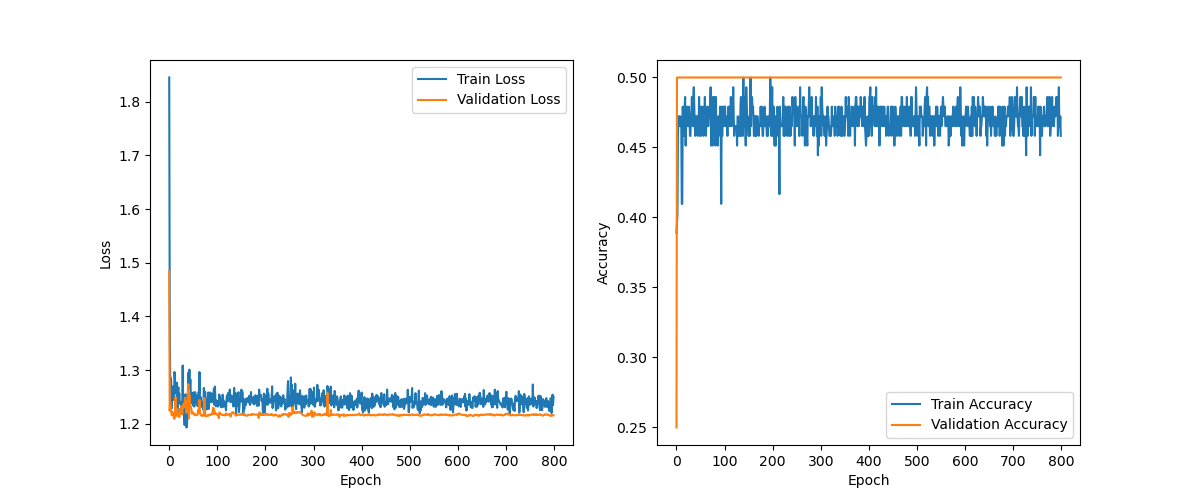 Train Loss
Validation Loss
1.8
1.7
1.6
1.5
1.4
1.3
1.2
Loss
0 100 200 300 400 500 600 700 800
Epoch
0.50
0.45
0.40
0.35
0.30
0.25
Accuracy
Train Accuracy
Validation Accuracy
0 100 200 300 400 500 600 700 800
Epoch